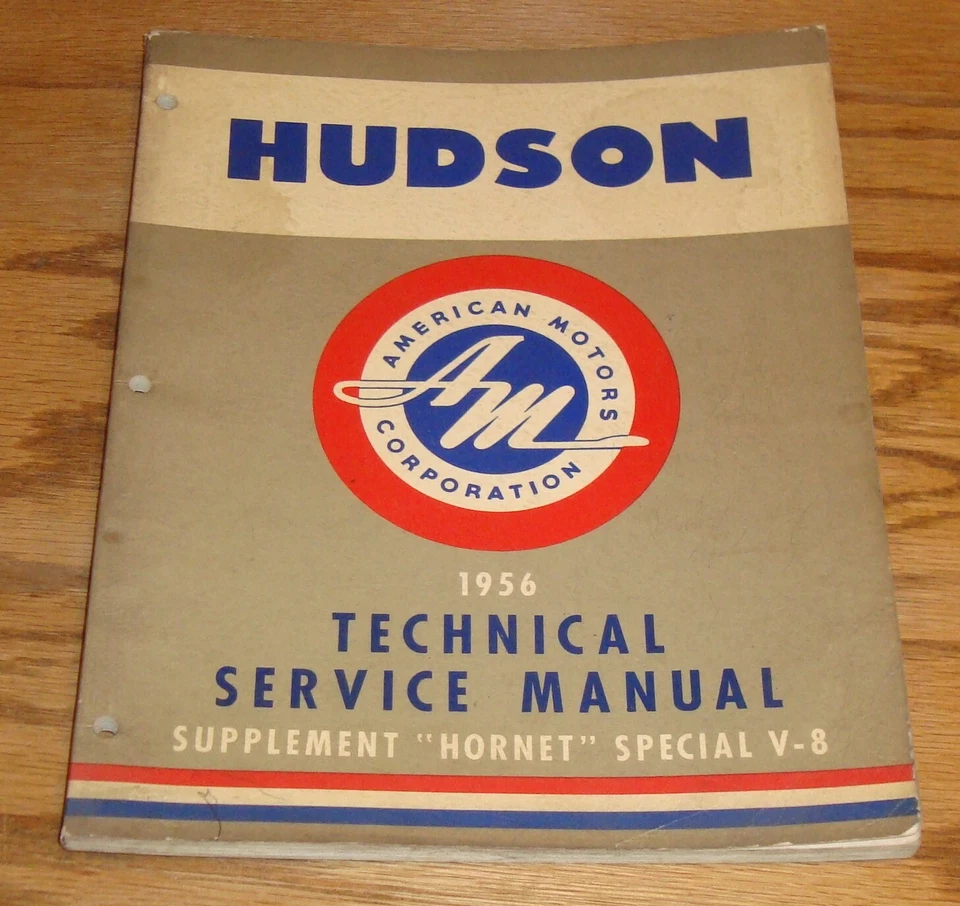 HUDSON
AMERICAN MOTORS
AM
CORPORATION
1956
TECHNICAL
SERVICE MANUAL
SUPPLEMENT "HORNET" SPECIAL V-8